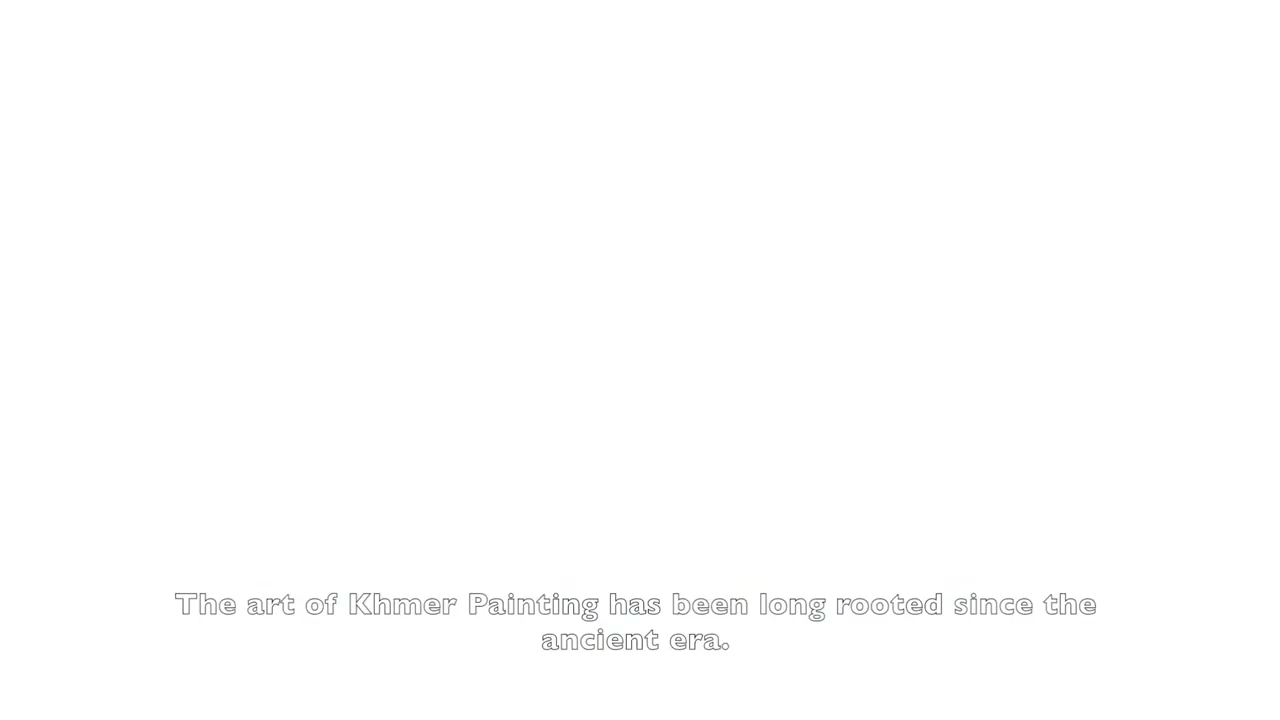 The art of Khmer Painting has been long rooted since the
ancient era.